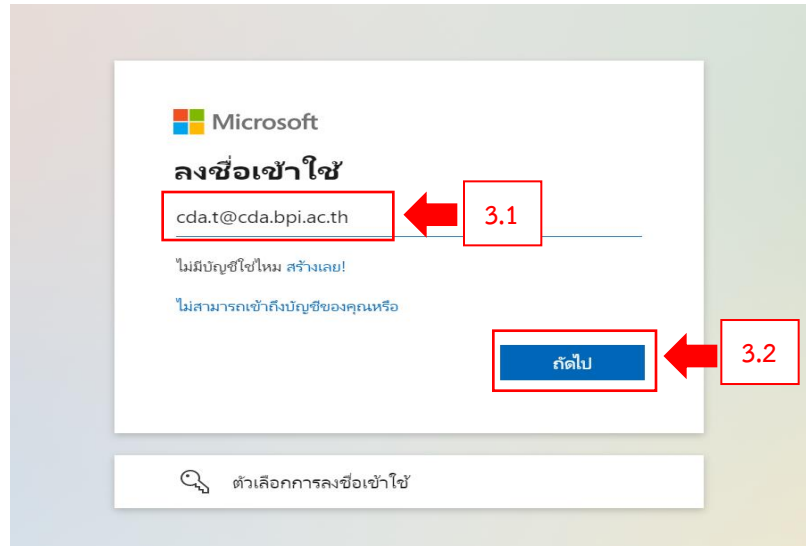 Microsoft
ลงชื่อเข้าใช้
cda.t@cda.bpi.ac.th
3.1
ไม่มีบัญชีใช่ไหม สร้างเลย!
ไม่สามารถเข้าถึงบัญชีของคุณหรือ
ถัดไป
3.2
ตัวเลือกการลงชื่อเข้าใช้